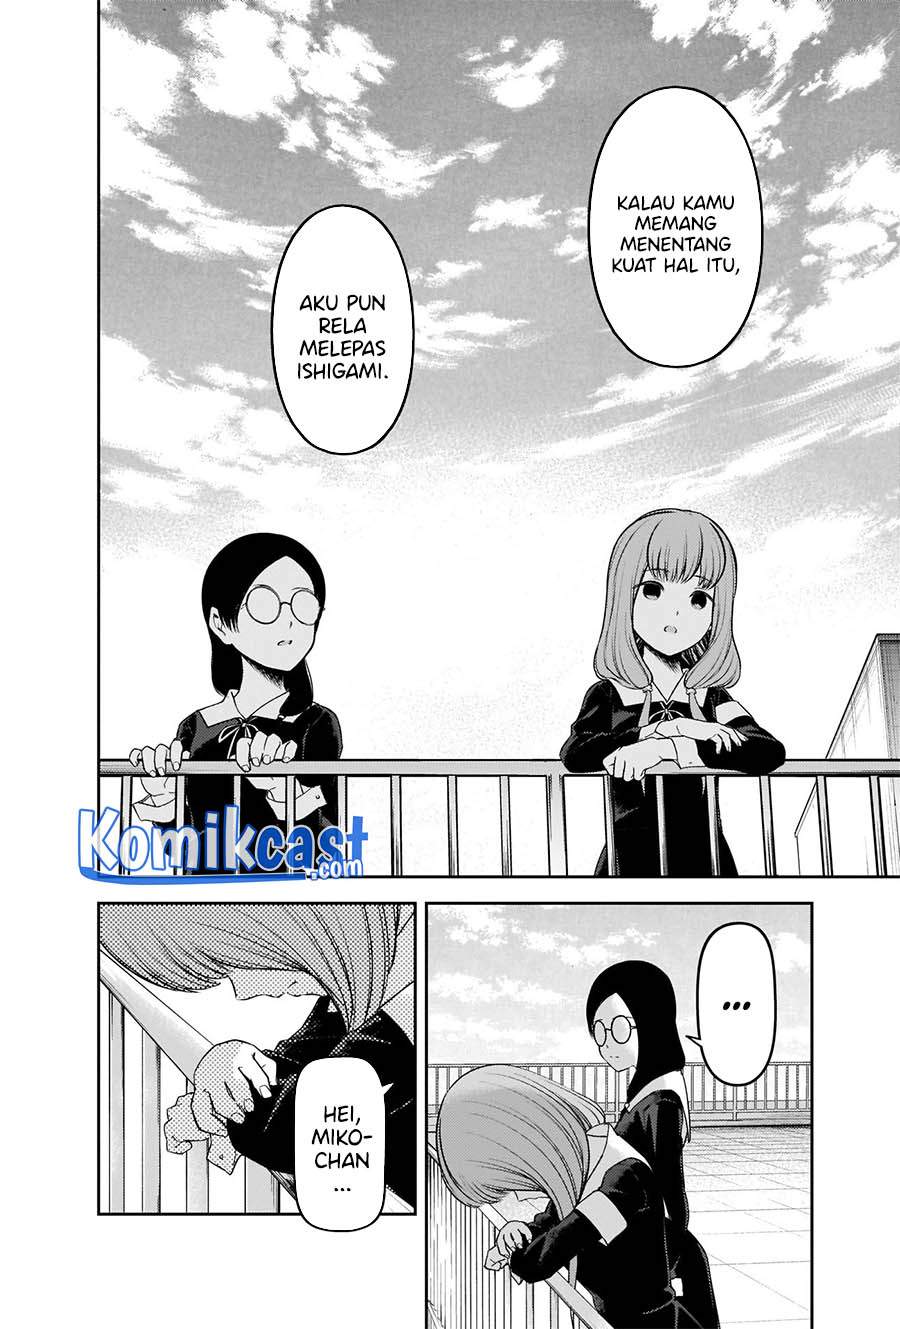 KALAU KAMU
MEMANG
MENENTANG
KUAT HAL ITU,
AKU PUN
RELA
MELEPAS
ISHIGAMI.
Komikcast
.com
...
HEI,
MIKO-
CHAN
...